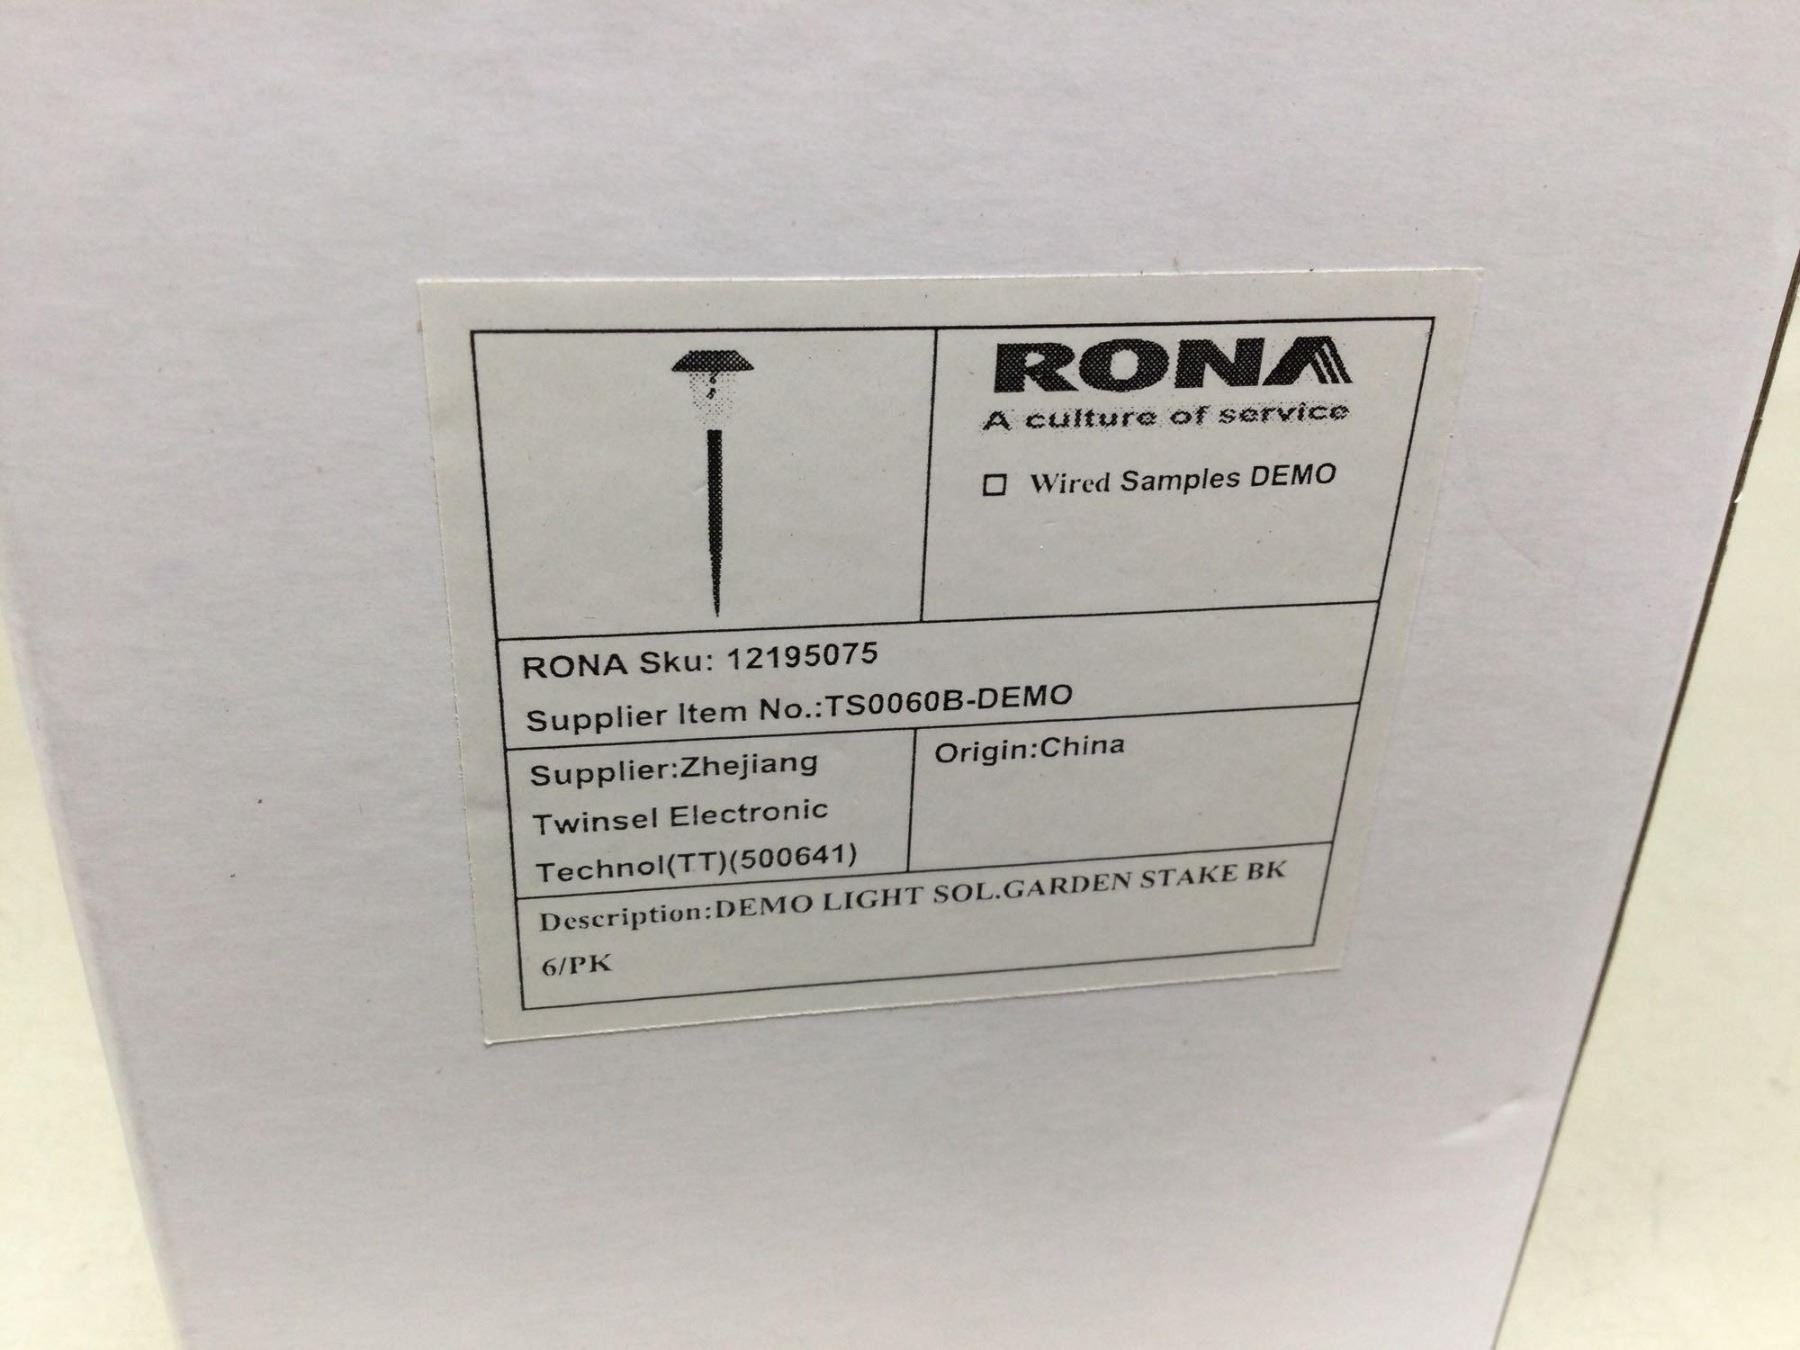 RONA
A culture of service
Wired Samples DEMO
RONA Sku: 12195075
Supplier Item No.:TS0060B-DEMO
Supplier:Zhejiang
Twinsel Electronic
Technol(TT)(500641)
Origin:China
Description:DEMO LIGHT SOL.GARDEN STAKE BK
6/PK